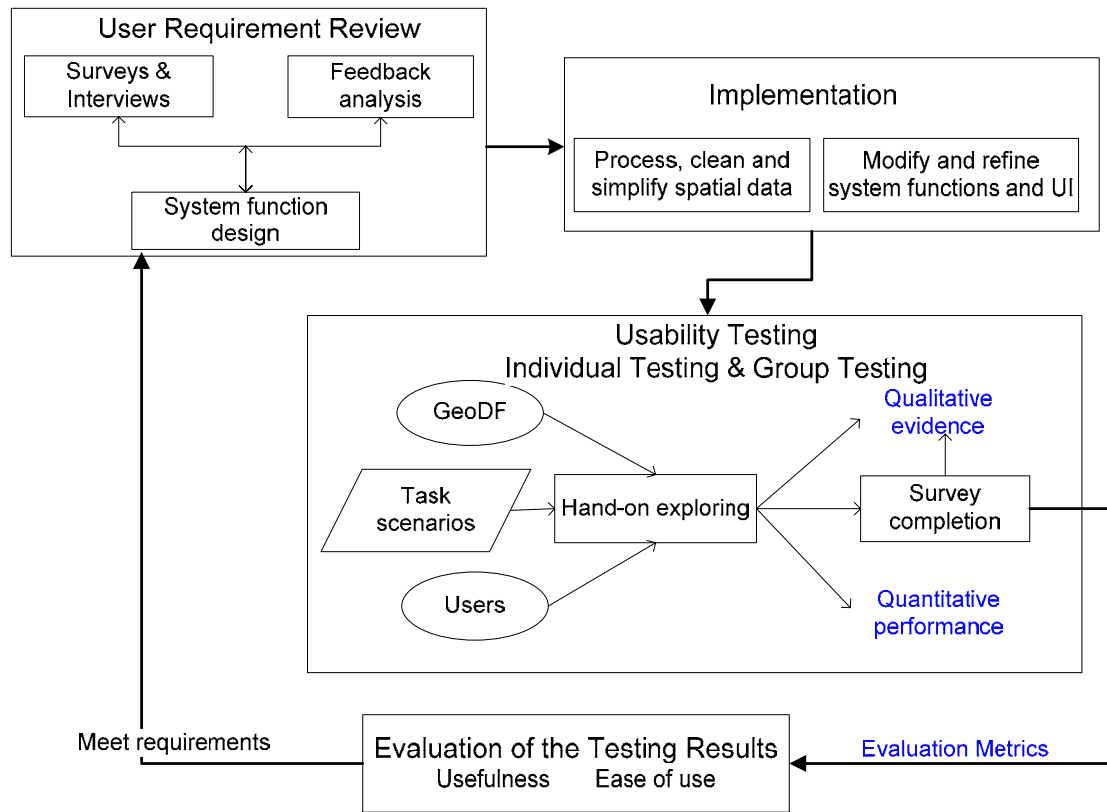 User Requirement Review
Surveys &
Interviews
Feedback
analysis
System function
design
Implementation
Process, clean and
simplify spatial data
Modify and refine
system functions and UI
Usability Testing
Individual Testing & Group Testing
GeoDF
Task
scenarios
Users
Hand-on exploring
Qualitative
evidence
Survey
completion
Quantitative
performance
Meet requirements
Evaluation of the Testing Results
Usefulness Ease of use
Evaluation Metrics